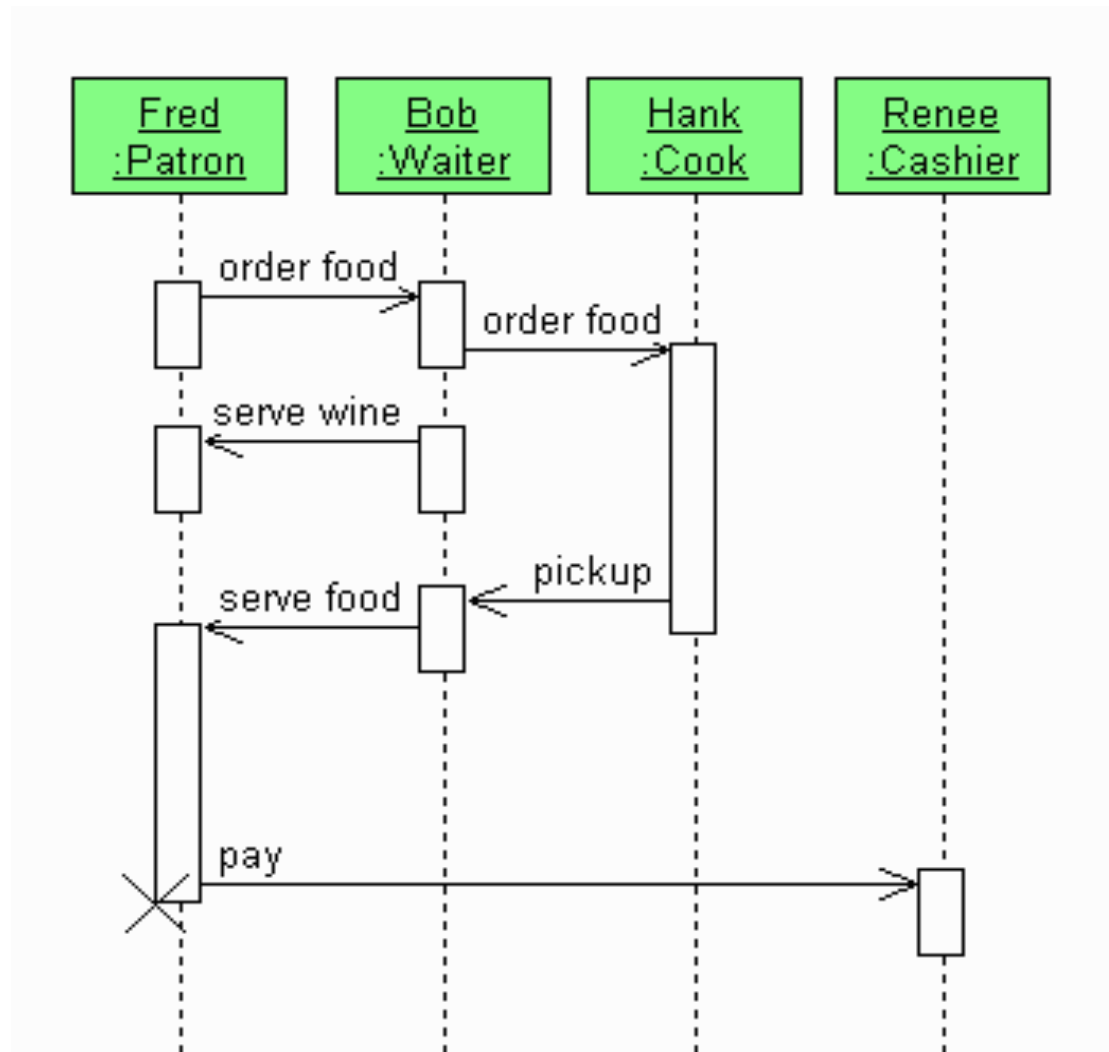 Fred
:Patron
Bob
:Waiter
Hank
:Cook
Renee
:Cashier
order food
order food
serve wine
pickup
serve food
pay